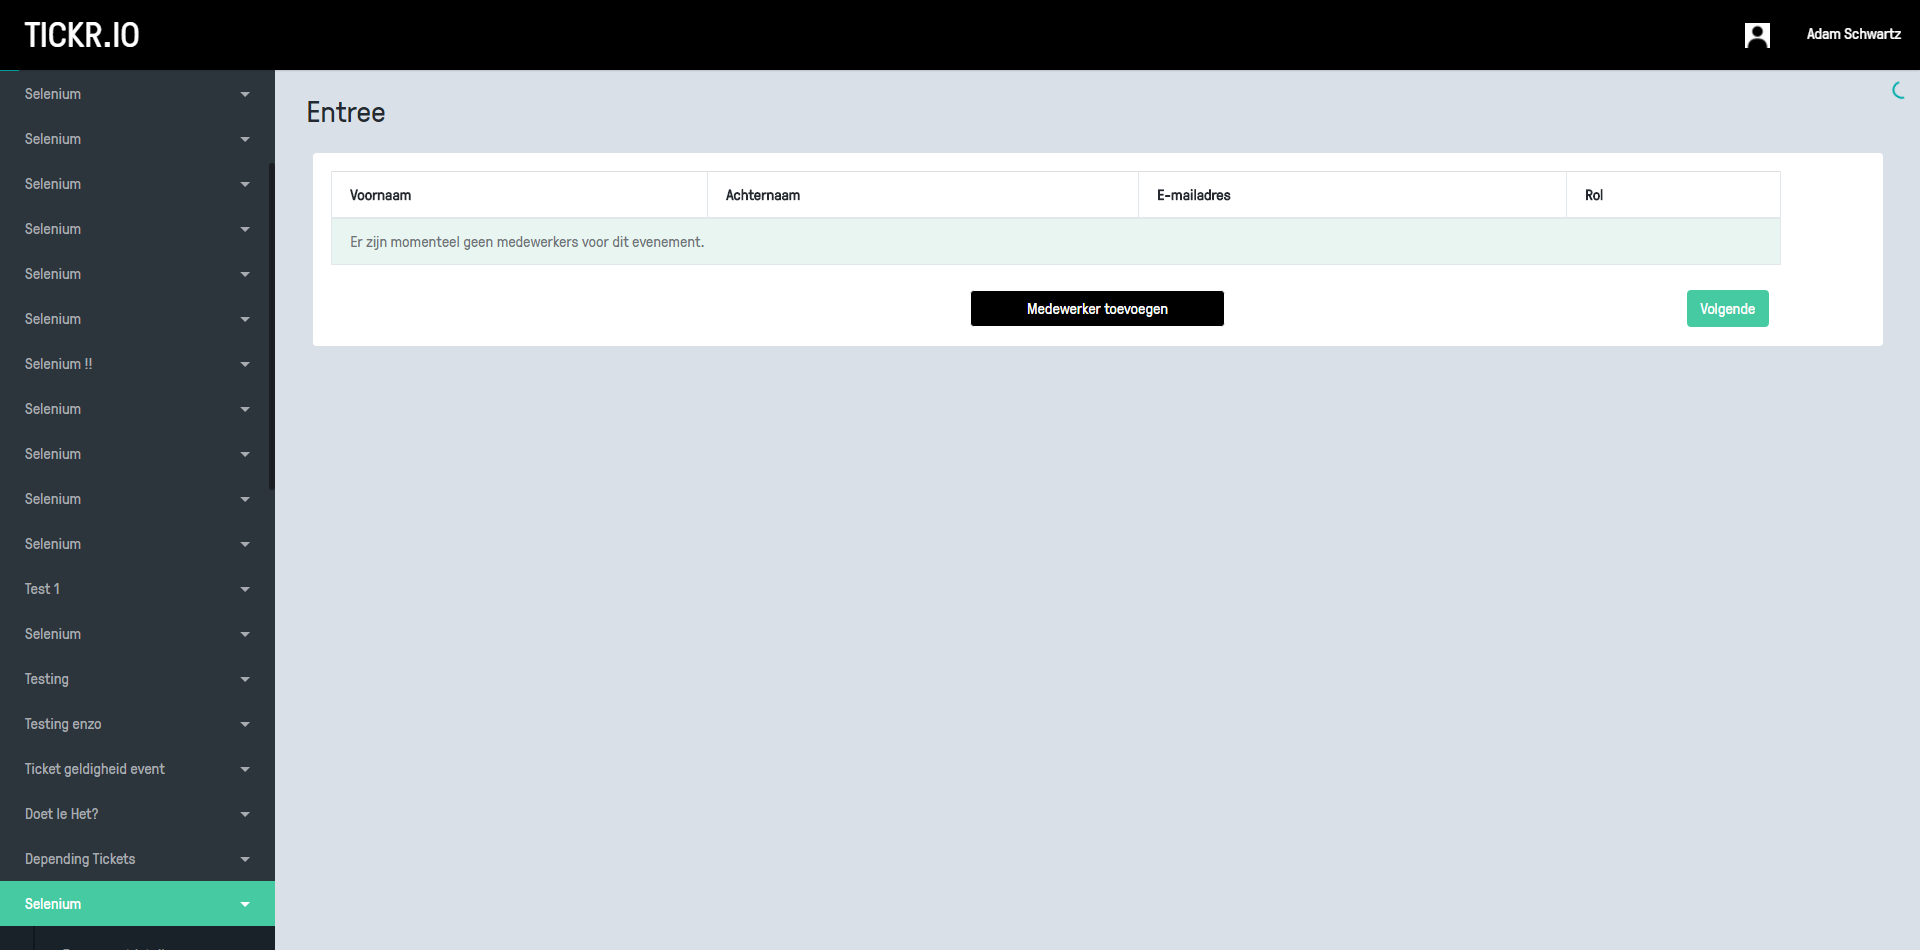 TICKR.IO
Adam Schwartz
Selenium
Selenium
Selenium
Selenium
Selenium
Selenium
Selenium !!
Selenium
Selenium
Selenium
Selenium
Test 1
Selenium
Testing
Testing enzo
Ticket geldigheid event
Doet Ie Het?
Depending Tickets
Selenium
Entree
Voornaam Achternaam E-mailadres Rol
Er zijn momenteel geen medewerkers voor dit evenement.
Medewerker toevoegen
Volgende